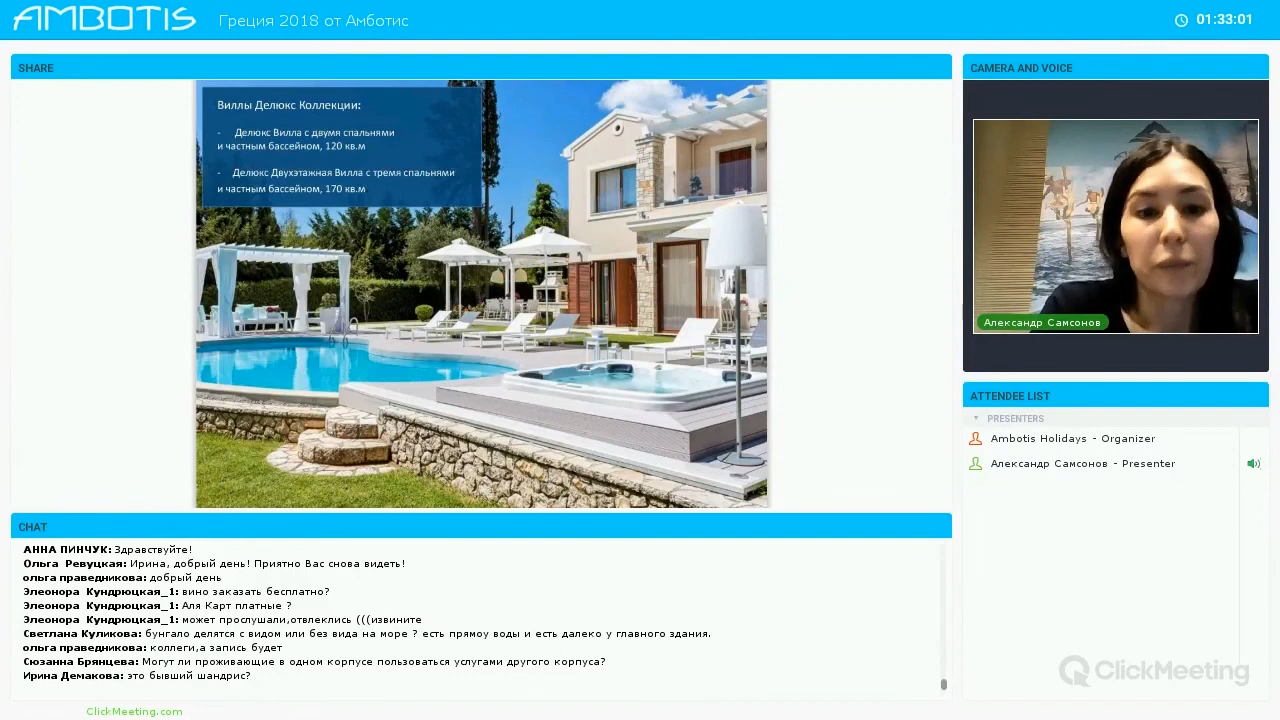 AMBOTIS
Греция 2018 от Амботис
01:33:01
SHARE
Виллы Делюкс Коллекции:
- Делюкс Вилла с двумя спальнями
и частным бассейном, 120 кв.м
- Делюкс Двухэтажная Вилла с тремя спальнями
и частным бассейном, 170 кв.м
CAMERA AND VOICE
Александр Самсонов
ATTENDEE LIST
PRESENTERS
Ambotis Holidays - Organizer
Александр Самсонов - Presenter
CHAT
АННА ПИНЧУК: Здравствуйте!
Ольга Ревуцкая: Ирина, добрый день! Приятно Вас снова видеть!
ольга праведникова: добрый день
Элеонора Кундрюцкая_1: вино заказать бесплатно?
Элеонора Кундрюцкая_1: Аля Карт платные ?
Элеонора Кундрюцкая_1: может прослушали,отвлеклись (((извините
Светлана Куликова: бунгало делятся с видом или без вида на море ? есть прямоу воды и есть далеко у главного здания.
ольга праведникова: коллеги,а запись будет
Сюзанна Брянцева: Могут ли проживающие в одном корпусе пользоваться услугами другого корпуса?
Ирина Демакова: это бывший шандрис?
ClickMeeting
ClickMeeting.com